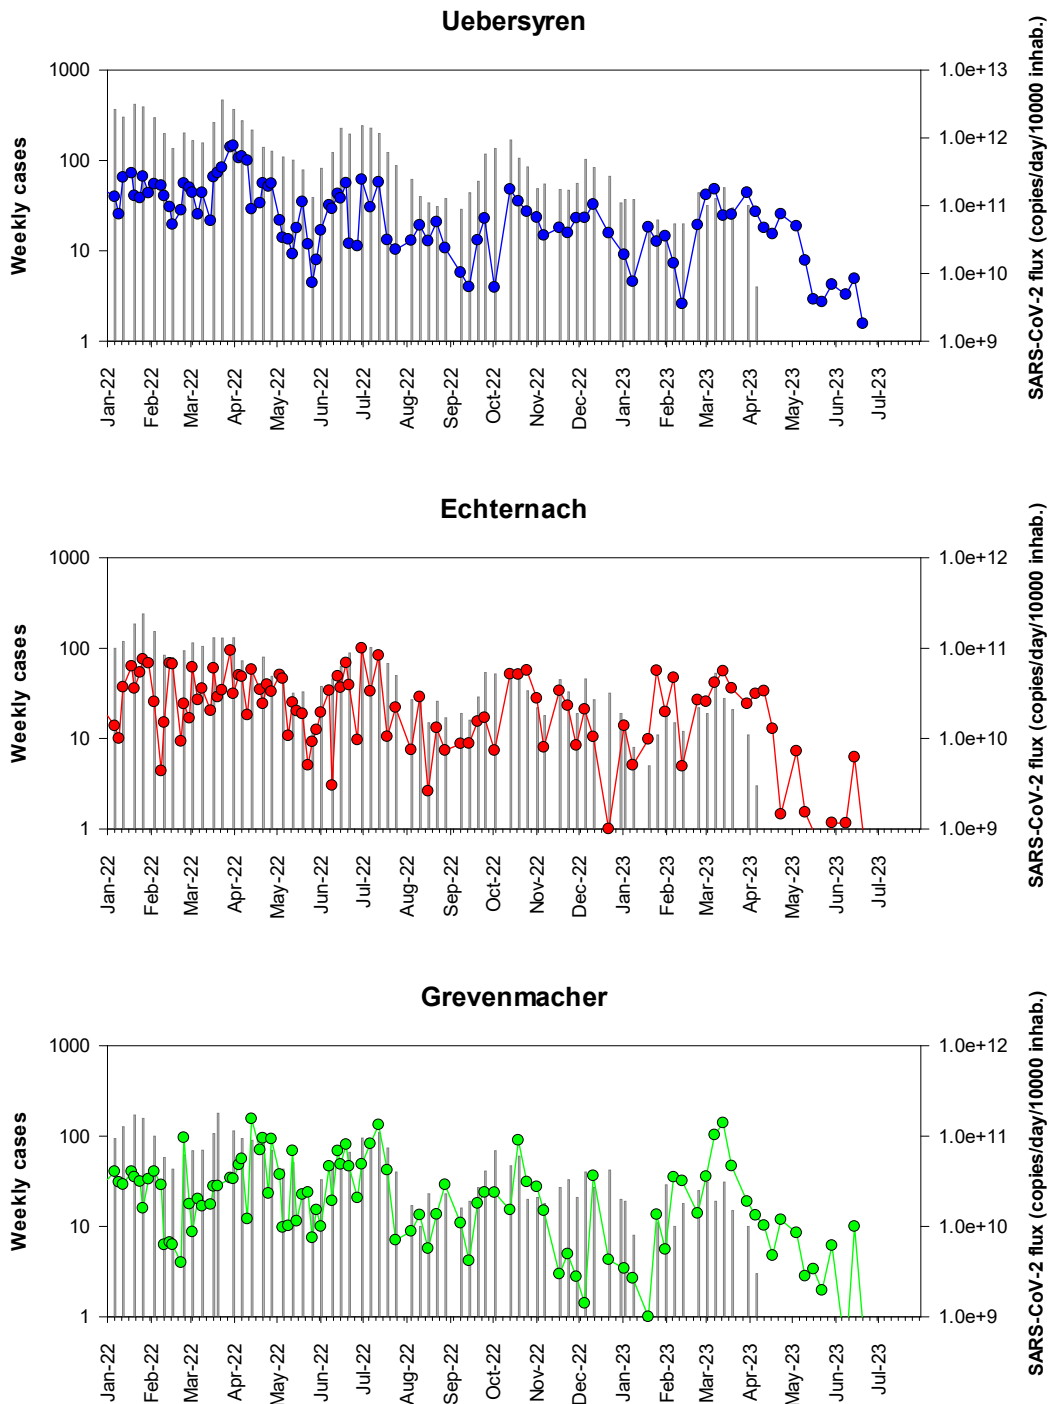 Uebersyren
Weekly cases
SARS-CoV-2 flux (copies/day/10000 inhab.)
1000
100
10
1
1.0e+13
1.0e+12
1.0e+11
1.0e+10
1.0e+9
Jan-22 Feb-22 Mar-22 Apr-22 May-22 Jun-22 Jul-22 Aug-22 Sep-22 Oct-22 Nov-22 Dec-22 Jan-23 Feb-23 Mar-23 Apr-23 May-23 Jun-23 Jul-23
Echternach
Weekly cases
SARS-CoV-2 flux (copies/day/10000 inhab.)
1000
100
10
1
1.0e+12
1.0e+11
1.0e+10
1.0e+9
Jan-22 Feb-22 Mar-22 Apr-22 May-22 Jun-22 Jul-22 Aug-22 Sep-22 Oct-22 Nov-22 Dec-22 Jan-23 Feb-23 Mar-23 Apr-23 May-23 Jun-23 Jul-23
Grevenmacher
Weekly cases
SARS-CoV-2 flux (copies/day/10000 inhab.)
1000
100
10
1
1.0e+12
1.0e+11
1.0e+10
1.0e+9
Jan-22 Feb-22 Mar-22 Apr-22 May-22 Jun-22 Jul-22 Aug-22 Sep-22 Oct-22 Nov-22 Dec-22 Jan-23 Feb-23 Mar-23 Apr-23 May-23 Jun-23 Jul-23